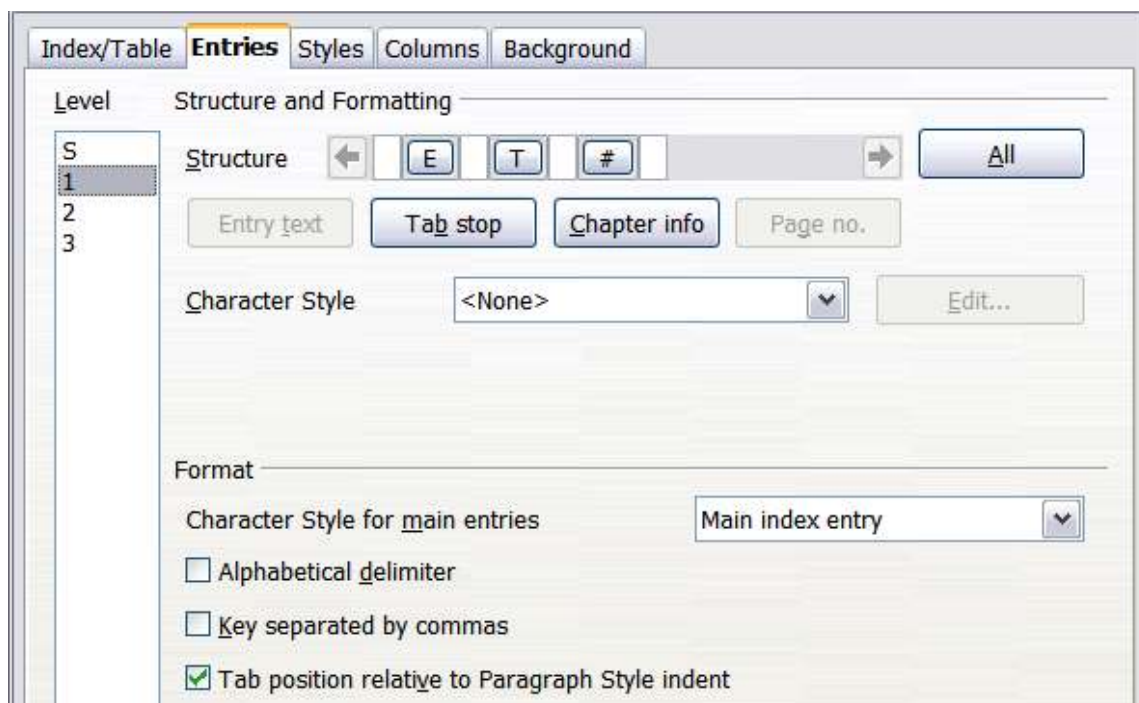 Index/Table Entries Styles Columns Background
Level Structure and Formatting
S
1
2
3
Structure E T # All
Entry text Tab stop Chapter info Page no.
Character Style <None> Edit...
Format
Character Style for main entries Main index entry
Alphabetical delimiter
Key separated by commas
Tab position relative to Paragraph Style indent